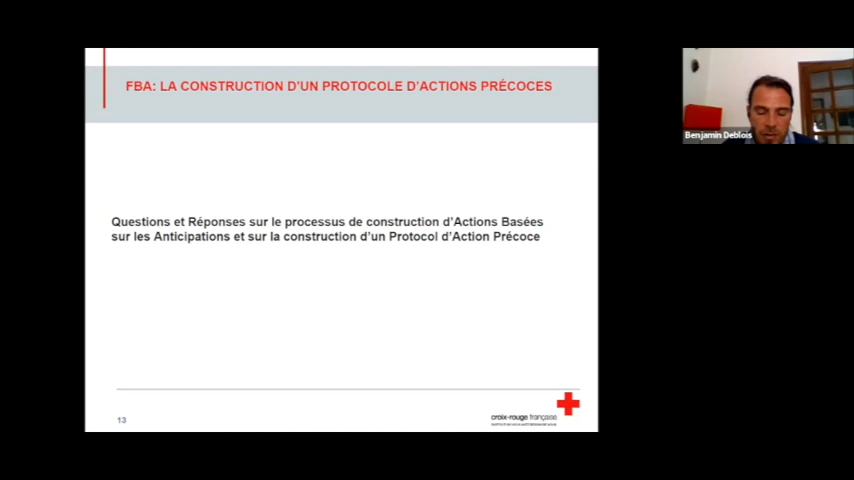 FBA: LA CONSTRUCTION D'UN PROTOCOLE D'ACTIONS PRÉCOCES
Benjamin Deblois
Questions et Réponses sur le processus de construction d'Actions Basées
sur les Anticipations et sur la construction d'un Protocol d'Action Précoce
13
croix-rouge française